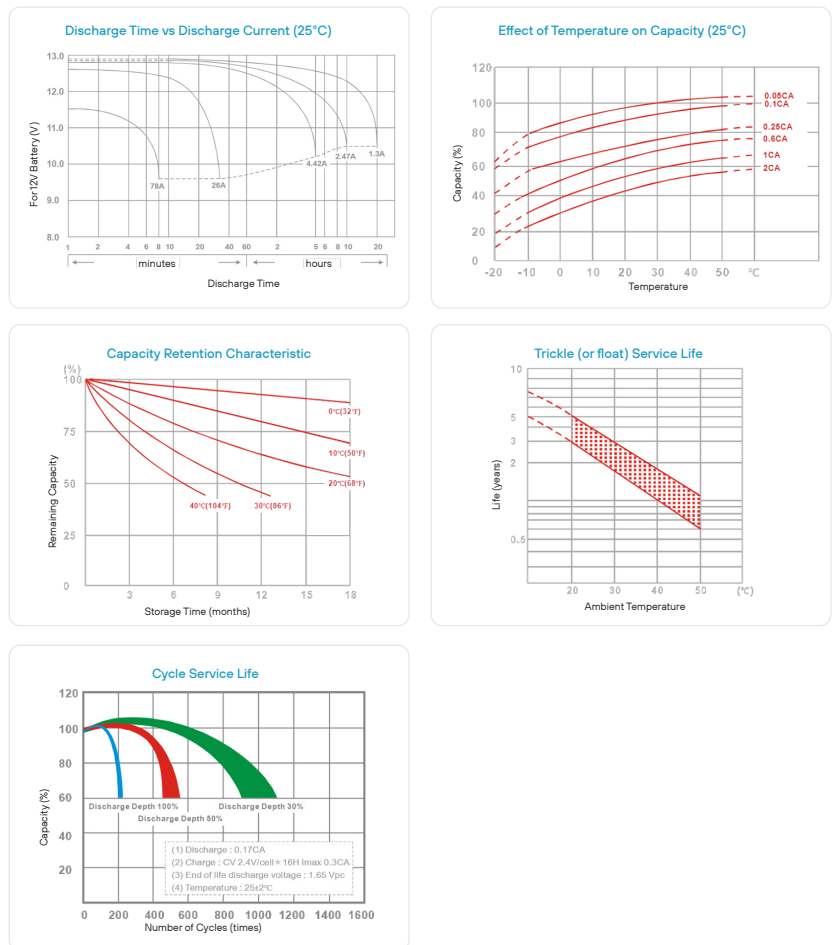 Discharge Time vs Discharge Current (25°C)
For 12V Battery (V)
13.0
12.0
11.0
10.0
9.0
8.0
78A
26A
4.42A
2.47A
1.3A
1 2 4 6 8 10 20 40 60 2 5 6 8 10 20
minutes
hours
Discharge Time
Effect of Temperature on Capacity (25°C)
Capacity (%)
120
100
80
60
40
20
0
0.05CA
0.1CA
0.25CA
0.6CA
1CA
2CA
-20 -10 0 10 20 30 40 50 °C
Temperature
Capacity Retention Characteristic
(%)
Remaining Capacity
100
75
50
25
0
0°C(32°F)
10°C(50°F)
20°C(68°F)
40°C(104°F)
30°C(86°F)
3 6 9 12 15 18
Storage Time (months)
Trickle (or float) Service Life
Life (years)
10
5
3
2
0.5
20 30 40 50 (°C)
Ambient Temperature
Cycle Service Life
Capacity (%)
120
100
80
60
40
20
Discharge Depth 100%
Discharge Depth 30%
Discharge Depth 50%
(1) Discharge : 0.17CA
(2) Charge : CV 2.4V/cell * 16H Imax 0.3CA
(3) End of life discharge voltage : 1.65 Vpc
(4) Temperature : 25±2°C
0 200 400 600 800 1000 1200 1400 1600
Number of Cycles (times)